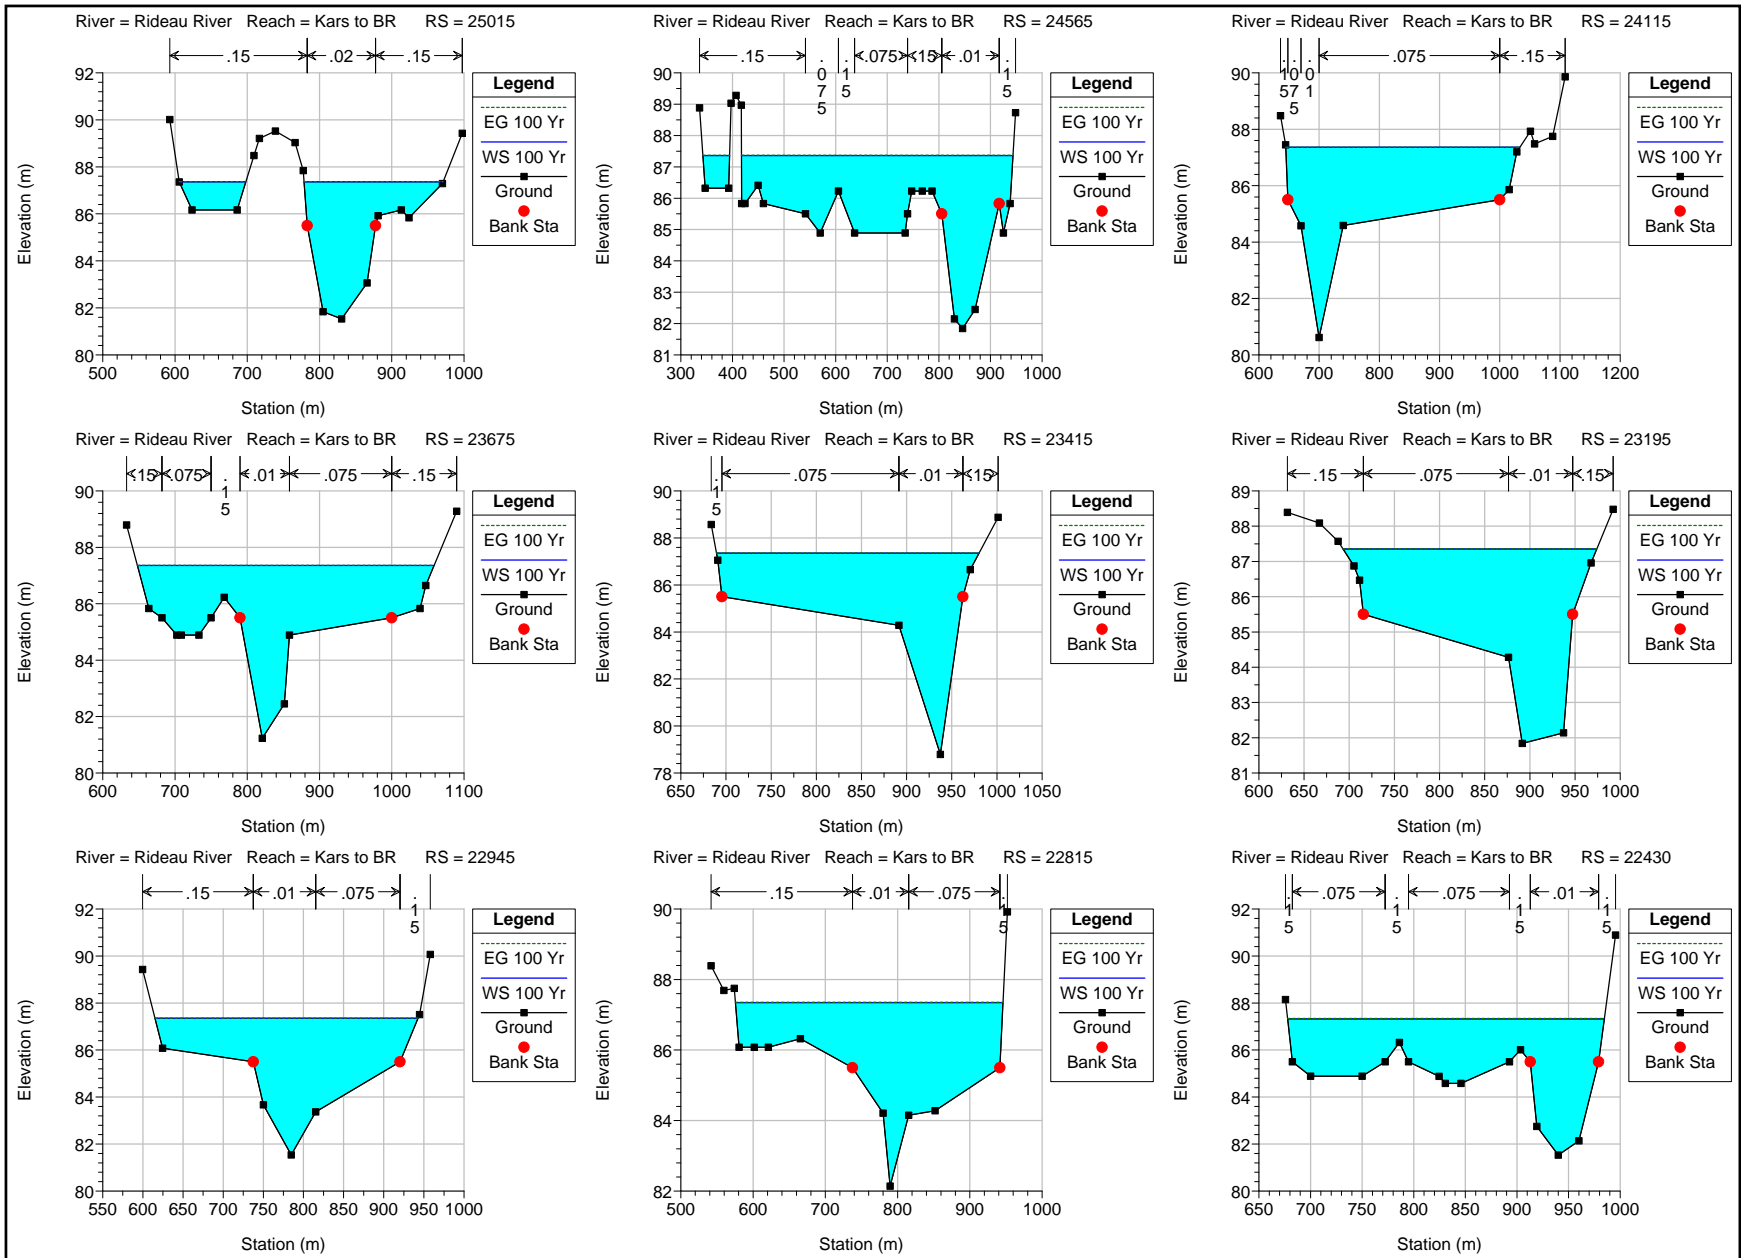 River = Rideau River Reach = Kars to BR RS = 25015
.15 .02 .15
Legend
EG 100 Yr
WS 100 Yr
Ground
Bank Sta
Elevation (m)
92
90
88
86
84
82
80
500 600 700 800 900 1000
Station (m)
River = Rideau River Reach = Kars to BR RS = 24565
.15 .075 .15 .075 .15 .01 .15
Legend
EG 100 Yr
WS 100 Yr
Ground
Bank Sta
Elevation (m)
90
89
88
87
86
85
84
83
82
81
300 400 500 600 700 800 900 1000
Station (m)
River = Rideau River Reach = Kars to BR RS = 24115
.15 .075 .01 .075 .15
Legend
EG 100 Yr
WS 100 Yr
Ground
Bank Sta
Elevation (m)
90
88
86
84
82
80
600 700 800 900 1000 1100 1200
Station (m)
River = Rideau River Reach = Kars to BR RS = 23675
.15 .075 .15 .01 .075 .15
Legend
EG 100 Yr
WS 100 Yr
Ground
Bank Sta
Elevation (m)
90
88
86
84
82
80
600 700 800 900 1000 1100
Station (m)
River = Rideau River Reach = Kars to BR RS = 23415
.15 .075 .01 .15
Legend
EG 100 Yr
WS 100 Yr
Ground
Bank Sta
Elevation (m)
90
88
86
84
82
80
78
650 700 750 800 850 900 950 1000 1050
Station (m)
River = Rideau River Reach = Kars to BR RS = 23195
.15 .075 .01 .15
Legend
EG 100 Yr
WS 100 Yr
Ground
Bank Sta
Elevation (m)
89
88
87
86
85
84
83
82
81
600 650 700 750 800 850 900 950 1000
Station (m)
River = Rideau River Reach = Kars to BR RS = 22945
.15 .01 .075 .15
Legend
EG 100 Yr
WS 100 Yr
Ground
Bank Sta
Elevation (m)
92
90
88
86
84
82
80
550 600 650 700 750 800 850 900 950 1000
Station (m)
River = Rideau River Reach = Kars to BR RS = 22815
.15 .01 .075 .15
Legend
EG 100 Yr
WS 100 Yr
Ground
Bank Sta
Elevation (m)
90
88
86
84
82
500 600 700 800 900 1000
Station (m)
River = Rideau River Reach = Kars to BR RS = 22430
.15 .075 .15 .075 .15 .01 .15
Legend
EG 100 Yr
WS 100 Yr
Ground
Bank Sta
Elevation (m)
92
90
88
86
84
82
80
650 700 750 800 850 900 950 1000
Station (m)